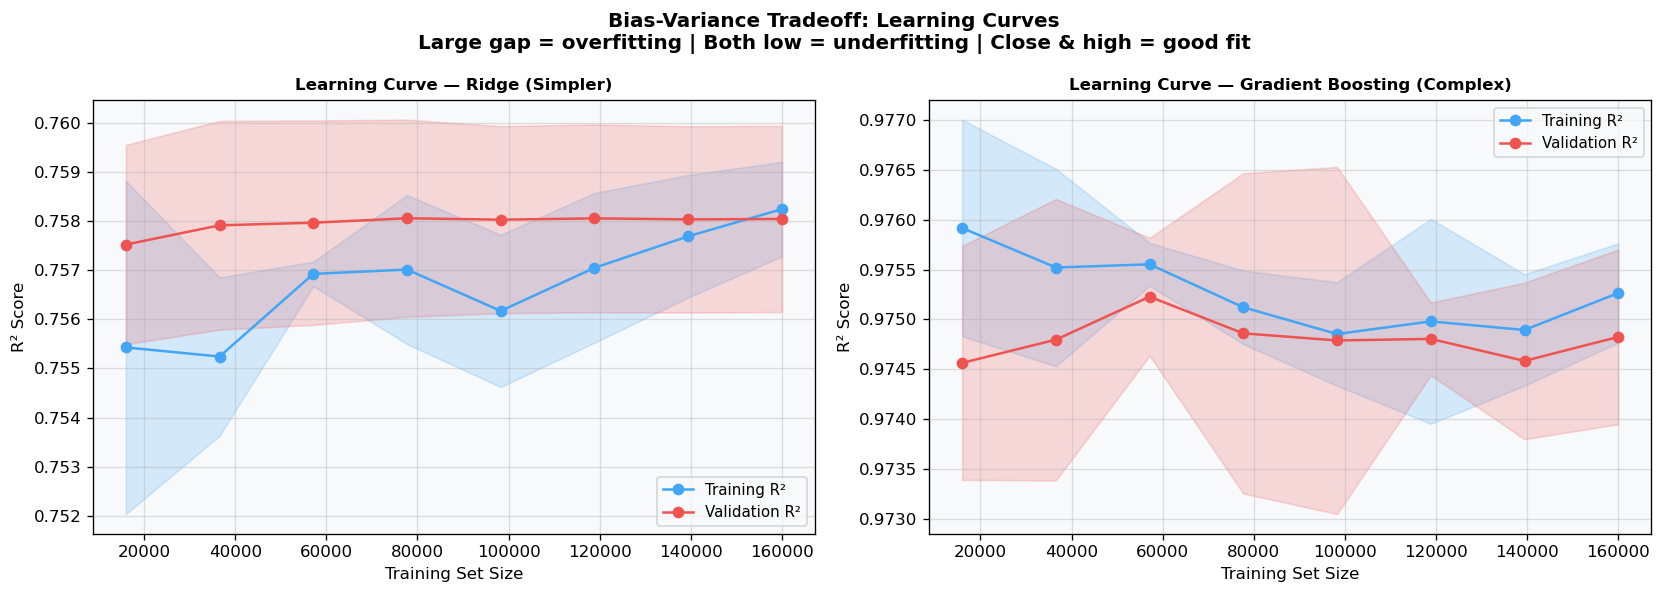 Bias-Variance Tradeoff: Learning Curves
Large gap = overfitting | Both low = underfitting | Close & high = good fit
Learning Curve — Ridge (Simpler)
0.760
0.759
0.758
0.757
0.756
0.755
0.754
0.753
0.752
R² Score
Training R²
Validation R²
20000 40000 60000 80000 100000 120000 140000 160000
Training Set Size
Learning Curve — Gradient Boosting (Complex)
0.9770
0.9765
0.9760
0.9755
0.9750
0.9745
0.9740
0.9735
0.9730
R² Score
Training R²
Validation R²
20000 40000 60000 80000 100000 120000 140000 160000
Training Set Size